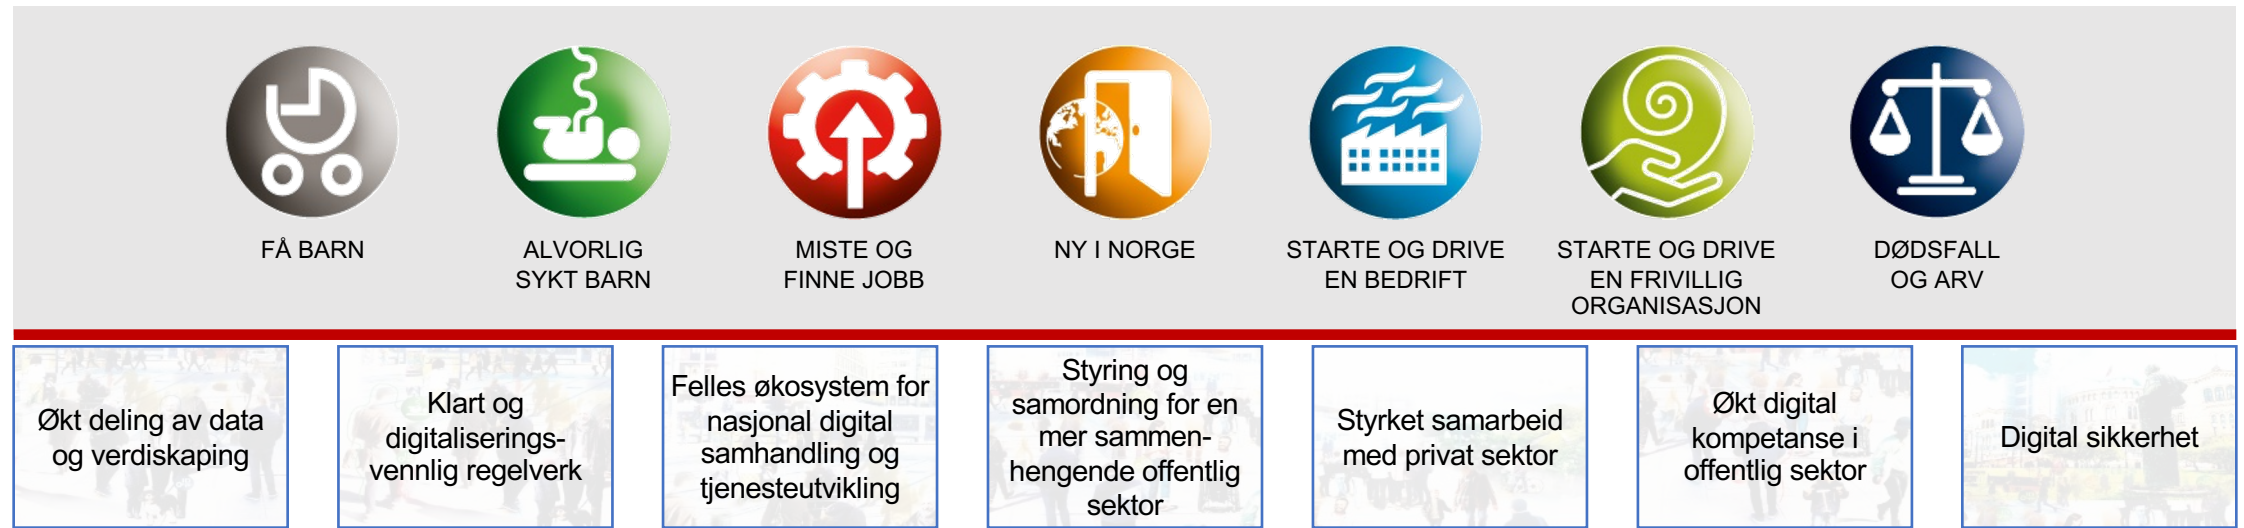 FÅ BARN
ALVORLIG
SYKT BARN
MISTE OG
FINNE JOBB
NY I NORGE
STARTE OG DRIVE
EN BEDRIFT
STARTE OG DRIVE
EN FRIVILLIG
ORGANISASJON
DØDSFALL
OG ARV
Økt deling av data
og verdiskaping
Klart og
digitaliserings-
vennlig regelverk
Felles økosystem for
nasjonal digital
samhandling og
tjenesteutvikling
Styring og
samordning for en
mer sammen-
hengende offentlig
sektor
Styrket samarbeid
med privat sektor
Økt digital
kompetanse i
offentlig sektor
Digital sikkerhet